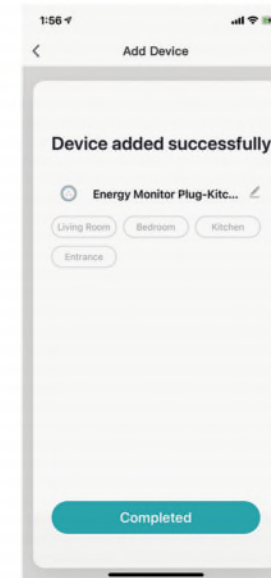 1:56
Add Device
Device added successfully
Energy Monitor Plug-Kitc...
Living Room Bedroom Kitchen
Entrance
Completed